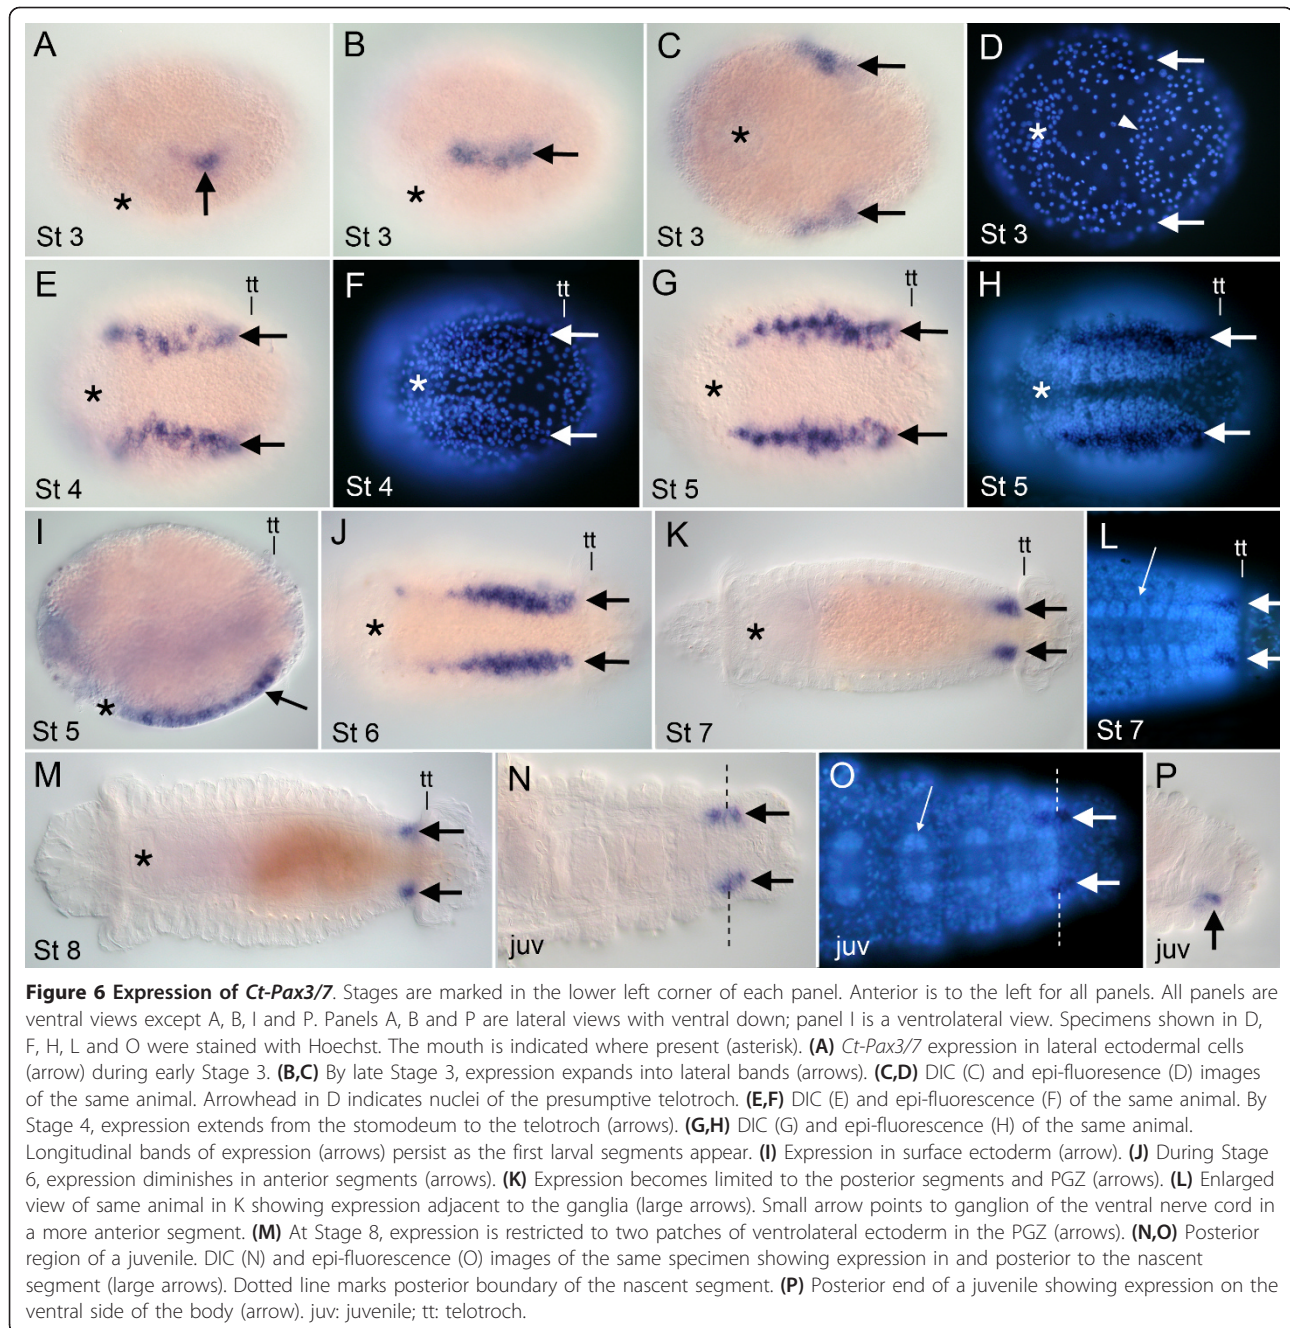 A
B
C
D
St 3
St 3
St 3
St 3
E
tt
F
tt
G
tt
H
tt
St 4
St 4
St 5
St 5
I
tt
J
tt
K
tt
L
tt
St 5
St 6
St 7
St 7
M
tt
N
O
P
St 8
juv
juv
juv
Figure 6 Expression of Ct-Pax3/7. Stages are marked in the lower left corner of each panel. Anterior is to the left for all panels. All panels are
ventral views except A, B, I and P. Panels A, B and P are lateral views with ventral down; panel I is a ventrolateral view. Specimens shown in D,
F, H, L and O were stained with Hoechst. The mouth is indicated where present (asterisk). (A) Ct-Pax3/7 expression in lateral ectodermal cells
(arrow) during early Stage 3. (B,C) By late Stage 3, expression expands into lateral bands (arrows). (C,D) DIC (C) and epi-fluoresence (D) images
of the same animal. Arrowhead in D indicates nuclei of the presumptive telotroch. (E,F) DIC (E) and epi-fluorescence (F) of the same animal. By
Stage 4, expression extends from the stomodeum to the telotroch (arrows). (G,H) DIC (G) and epi-fluorescence (H) of the same animal.
Longitudinal bands of expression (arrows) persist as the first larval segments appear. (I) Expression in surface ectoderm (arrow). (J) During Stage
6, expression diminishes in anterior segments (arrows). (K) Expression becomes limited to the posterior segments and PGZ (arrows). (L) Enlarged
view of same animal in K showing expression adjacent to the ganglia (large arrows). Small arrow points to ganglion of the ventral nerve cord in
a more anterior segment. (M) At Stage 8, expression is restricted to two patches of ventrolateral ectoderm in the PGZ (arrows). (N,O) Posterior
region of a juvenile. DIC (N) and epi-fluorescence (O) images of the same specimen showing expression in and posterior to the nascent
segment (large arrows). Dotted line marks posterior boundary of the nascent segment. (P) Posterior end of a juvenile showing expression on the
ventral side of the body (arrow). juv: juvenile; tt: telotroch.